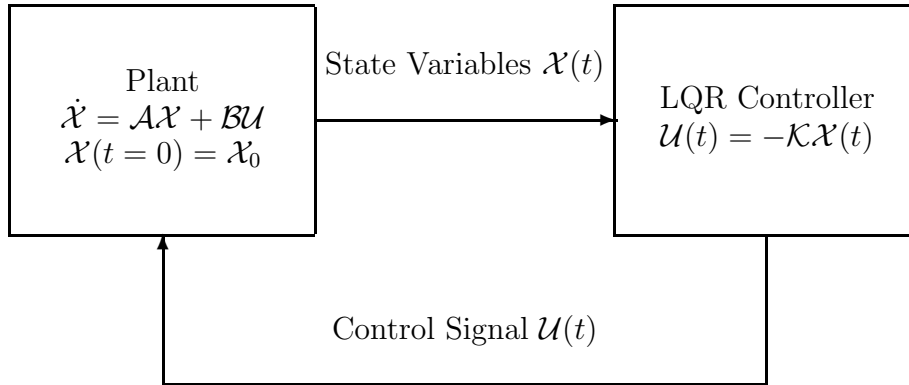 Plant
𝒳̇ = 𝒜𝒳 + ℬ𝒰
𝒳(t = 0) = 𝒳₀
State Variables 𝒳(t)
LQR Controller
𝒰(t) = −𝒦𝒳(t)
Control Signal 𝒰(t)